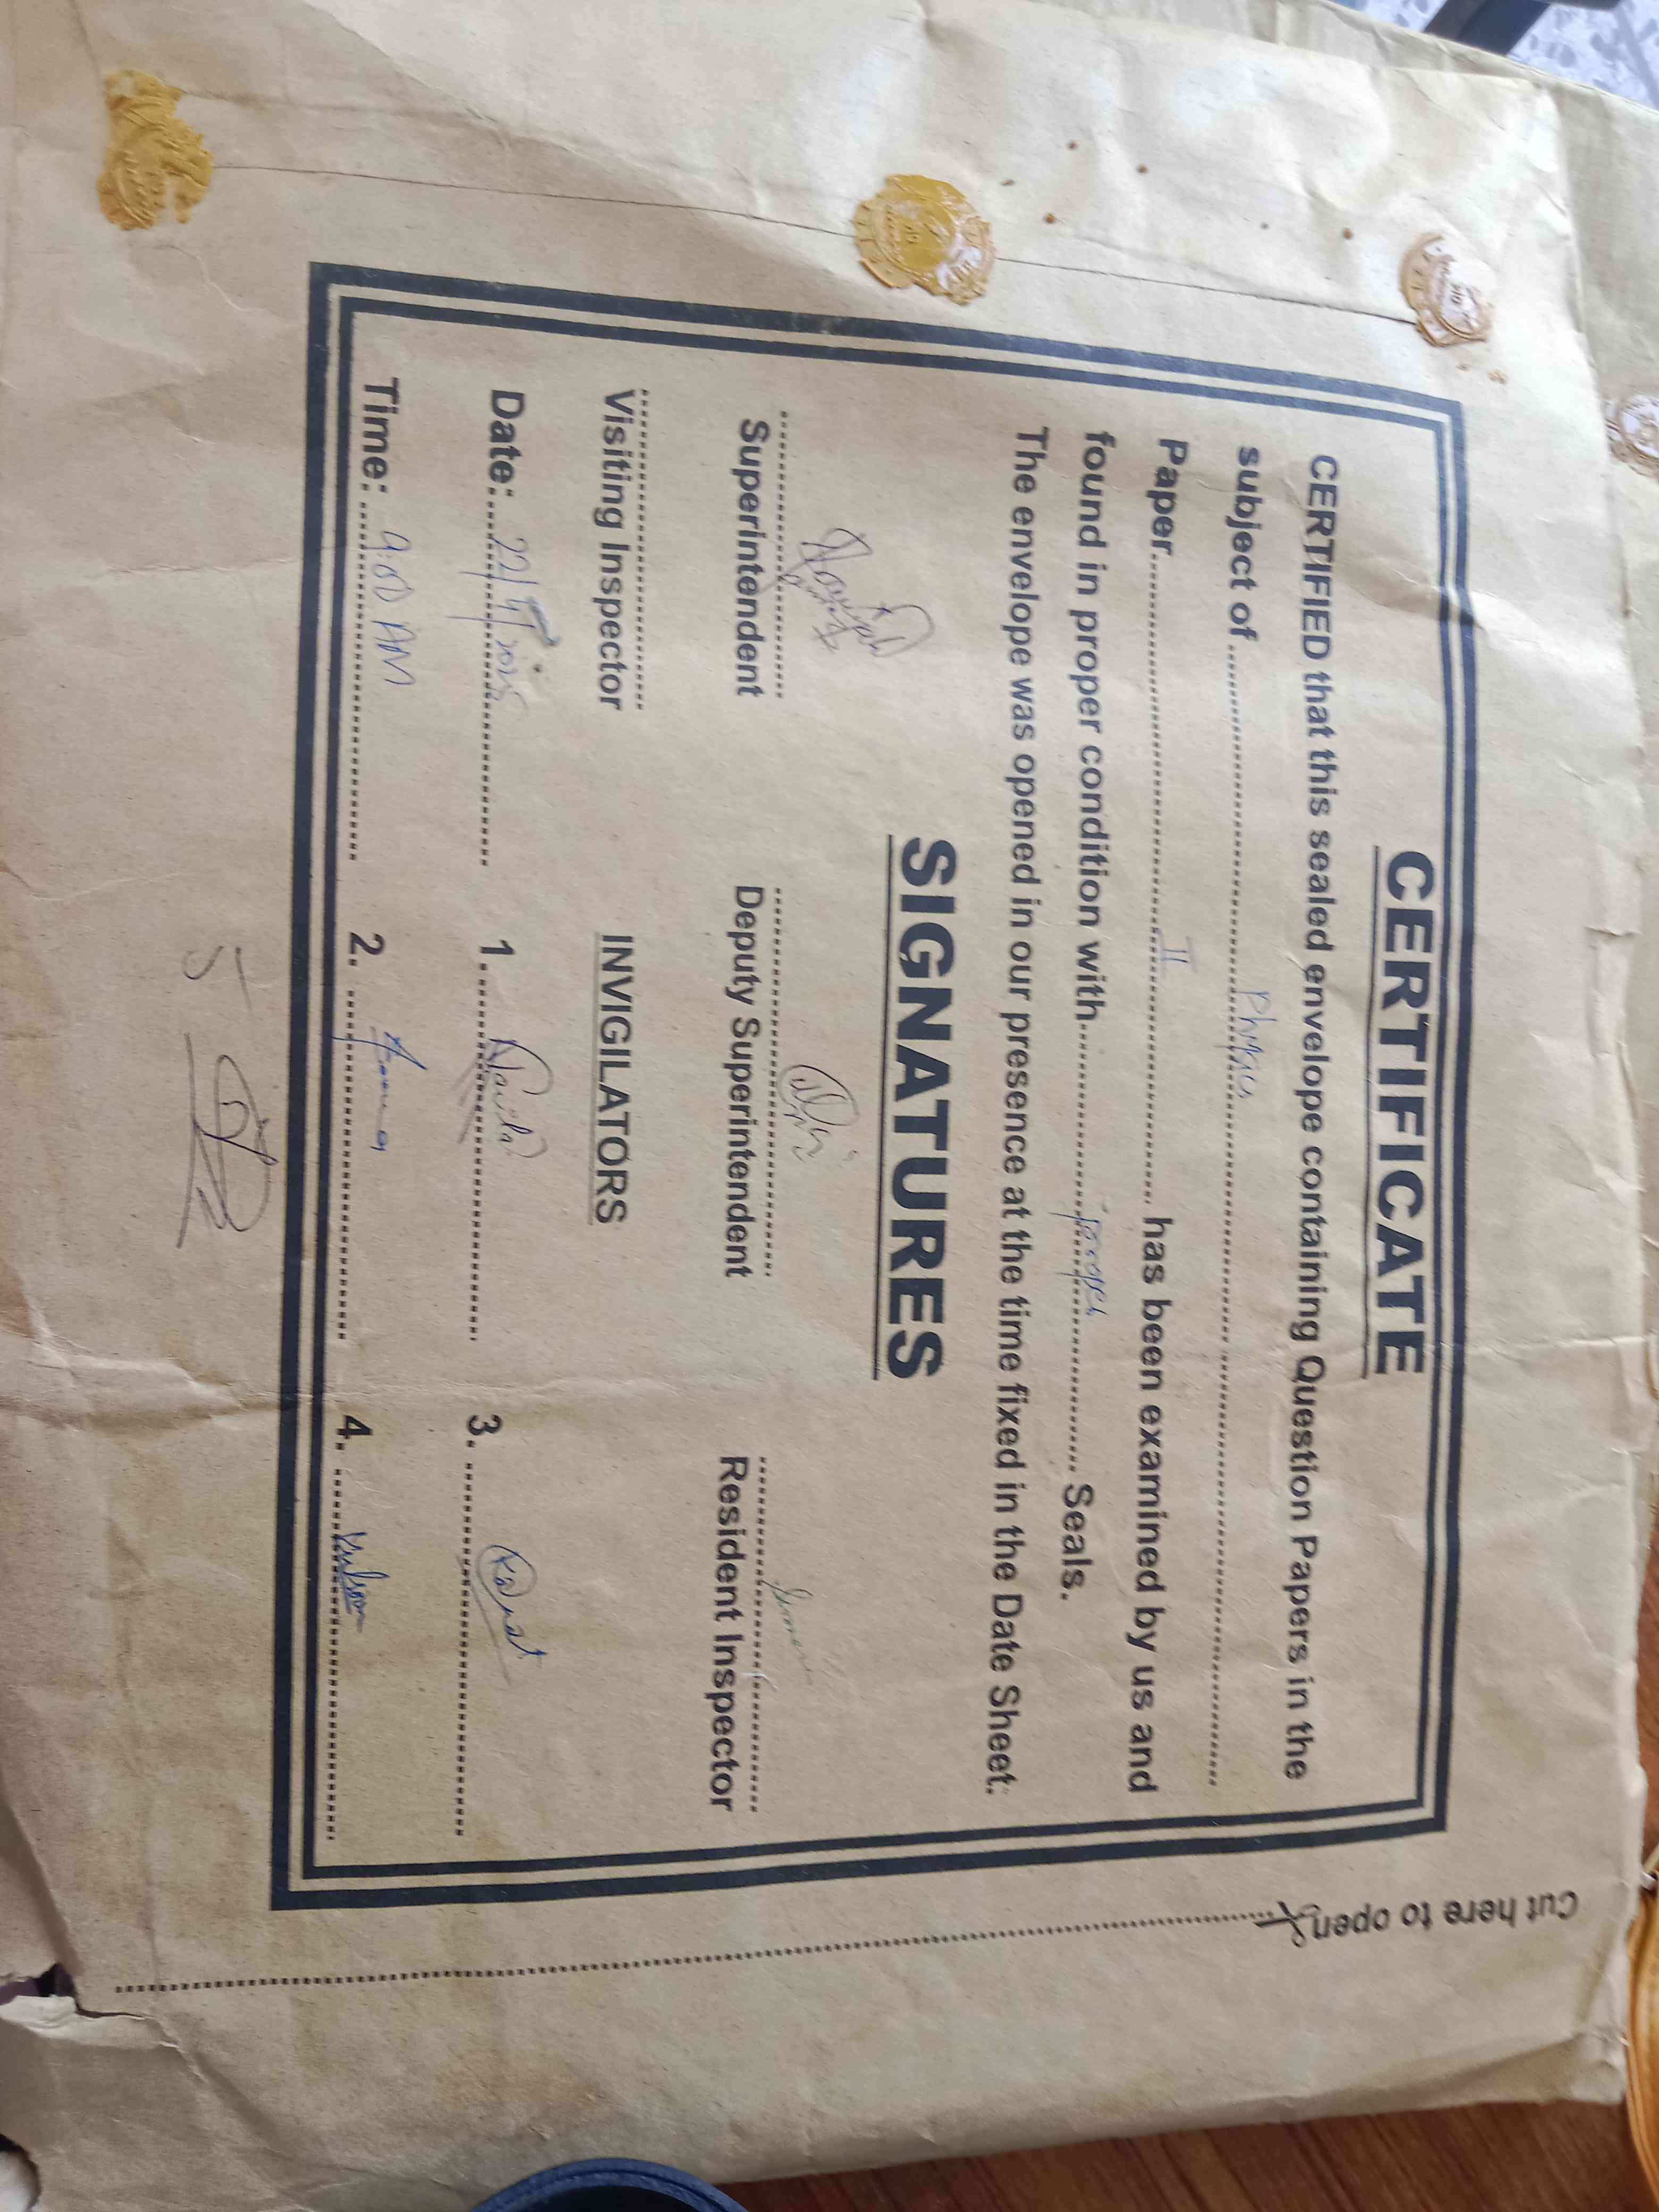 CERTIFICATE
CERTIFIED that this sealed envelope containing Question Papers in the
subject of ........ Physics ........
Paper........ II ........ has been examined by us and
found in proper condition with........ proper ........ Seals.
The envelope was opened in our presence at the time fixed in the Date Sheet.
SIGNATURES
Superintendent Deputy Superintendent Resident Inspector
Visiting Inspector INVIGILATORS
Date: 22/ 1. 3.
Time: 9:00 AM 2. 4.
5-
Cut here to open